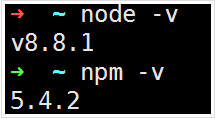 ➜ ~ node -v
v8.8.1
➜ ~ npm -v
5.4.2